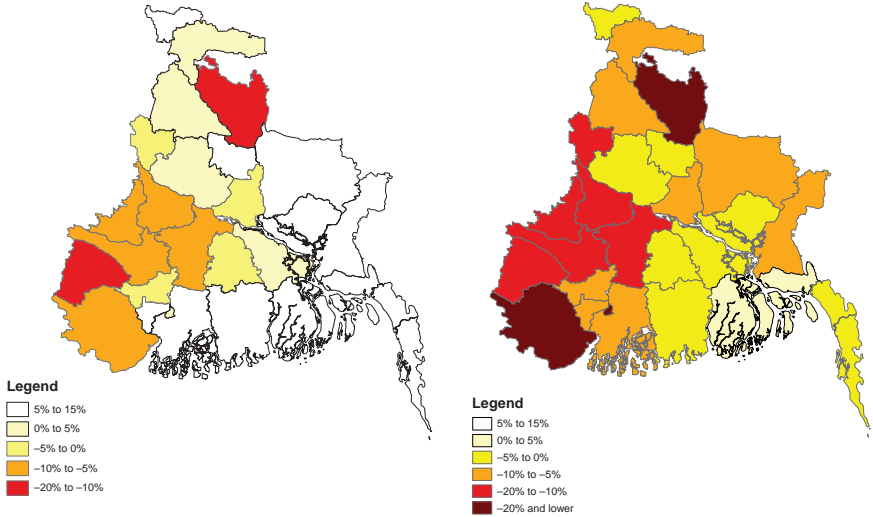 Legend
5% to 15%
0% to 5%
–5% to 0%
–10% to –5%
–20% to –10%
Legend
5% to 15%
0% to 5%
–5% to 0%
–10% to –5%
–20% to –10%
–20% and lower